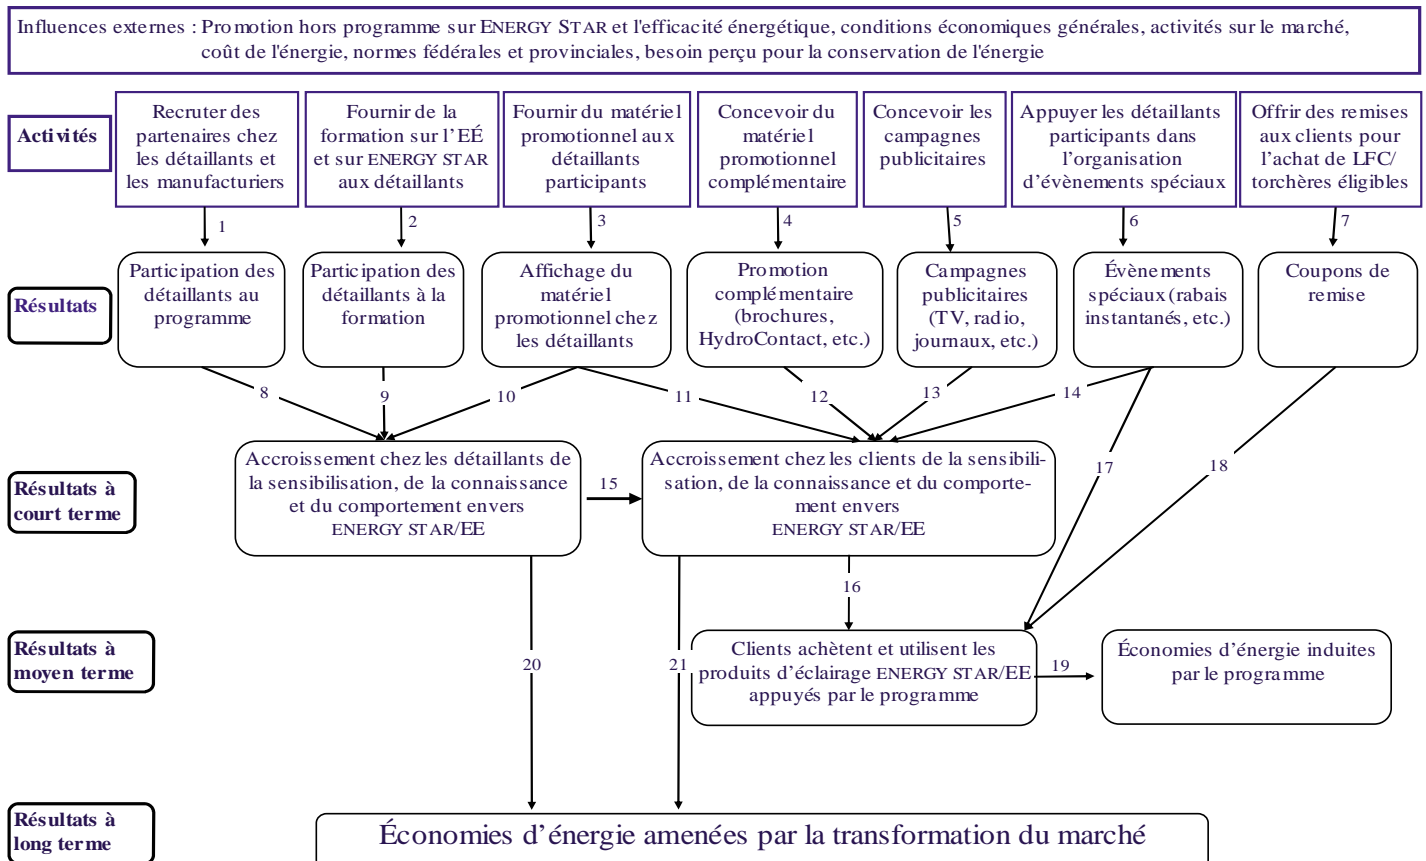 Influences externes : Promotion hors programme sur ENERGY STAR et l'efficacité énergétique, conditions économiques générales, activités sur le marché,
coût de l'énergie, normes fédérales et provinciales, besoin perçu pour la conservation de l'énergie
Activités
Recruter des
partenaires chez
les détaillants et
les manufacturiers
Fournir de la
formation sur l'EÉ
et sur ENERGY STAR
aux détaillants
Fournir du matériel
promotionnel aux
détaillants
participants
Concevoir du
matériel
promotionnel
complémentaire
Concevoir les
campagnes
publicitaires
Appuyer les détaillants
participants dans
l'organisation
d'évènements spéciaux
Offrir des remises
aux clients pour
l'achat de LFC/
torchères éligibles
1
2
3
4
5
6
7
Résultats
Participation des
détaillants au
programme
Participation des
détaillants à la
formation
Affichage du
matériel
promotionnel chez
les détaillants
Promotion
complémentaire
(brochures,
HydroContact, etc.)
Campagnes
publicitaires
(TV, radio,
journaux, etc.)
Évènements
spéciaux (rabais
instantanés, etc.)
Coupons de
remise
8
9
10
11
12
13
14
Résultats à
court terme
Accroissement chez les détaillants de
la sensibilisation, de la connaissance
et du comportement envers
ENERGY STAR/EE
15
Accroissement chez les clients de la sensibili-
sation, de la connaissance et du comporte-
ment envers
ENERGY STAR/EE
17
18
16
Résultats à
moyen terme
20
21
Clients achètent et utilisent les
produits d'éclairage ENERGY STAR/EE
appuyés par le programme
19
Économies d'énergie induites
par le programme
Résultats à
long terme
Économies d'énergie amenées par la transformation du marché